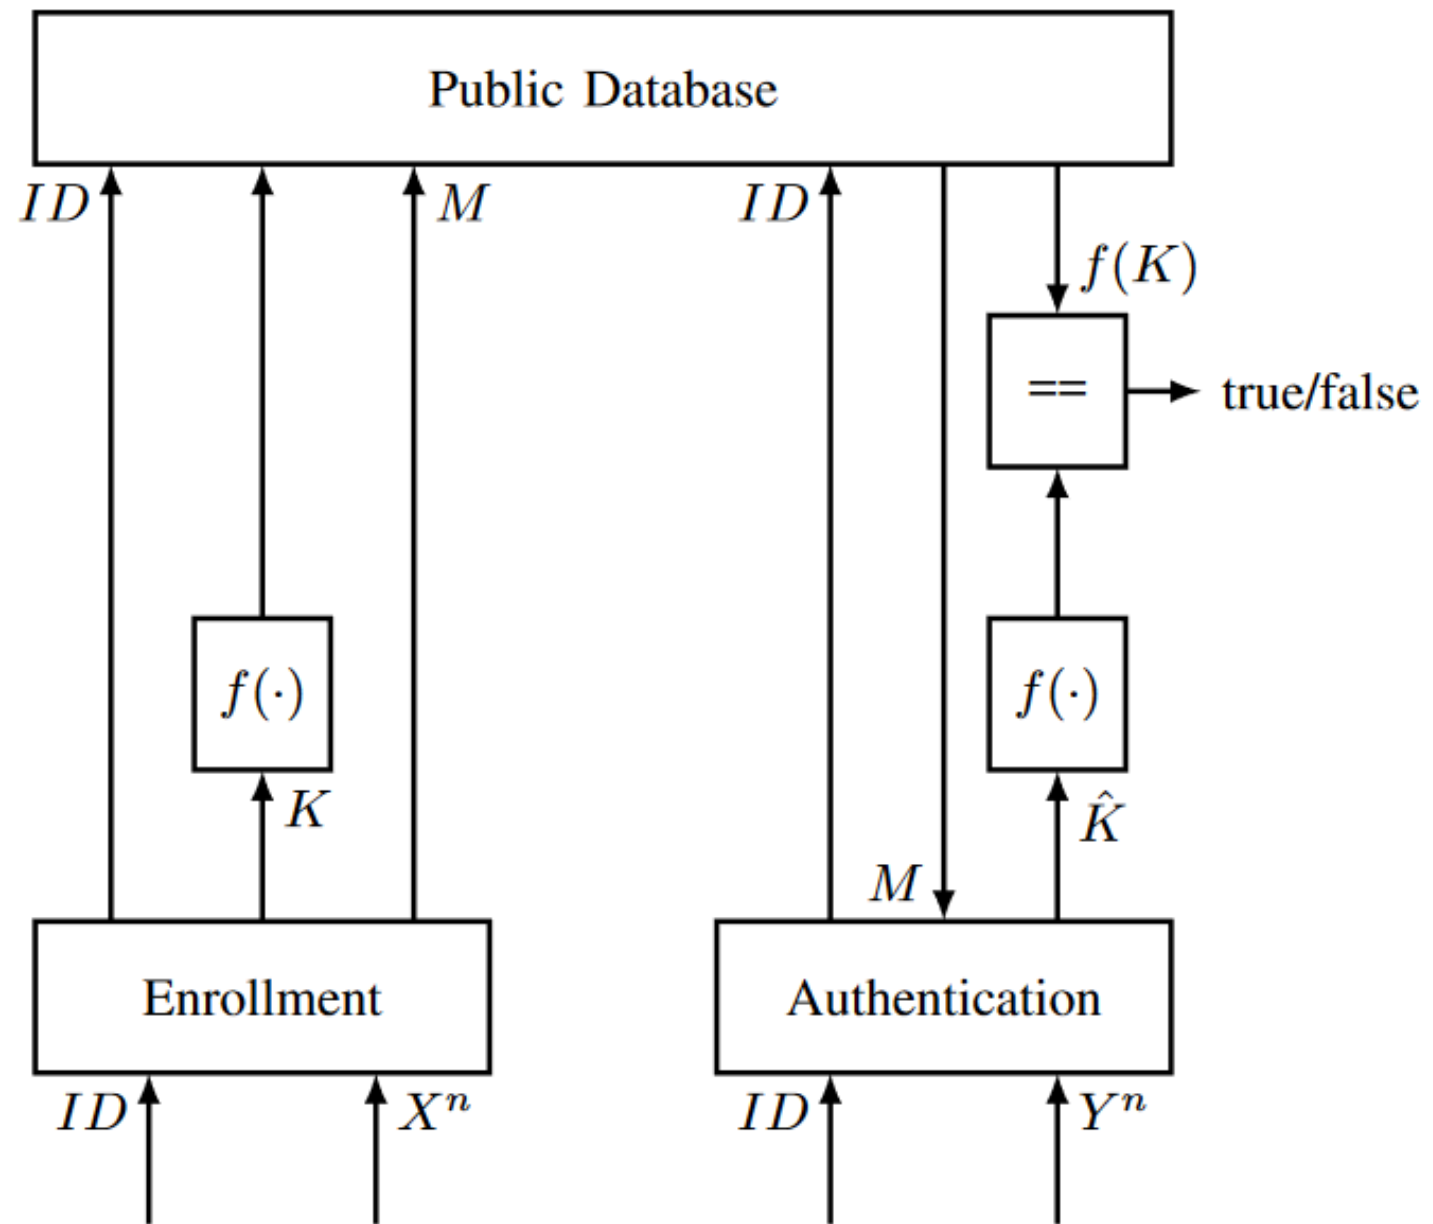 Public Database
ID
M
ID
f(K)
==
true/false
f(·)
f(·)
K
K̂
M
Enrollment
Authentication
ID
Xⁿ
ID
Yⁿ